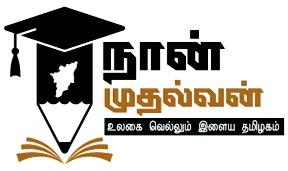 நான்
முதல்வன்
உலகை வெல்லும் இளைய தமிழகம்